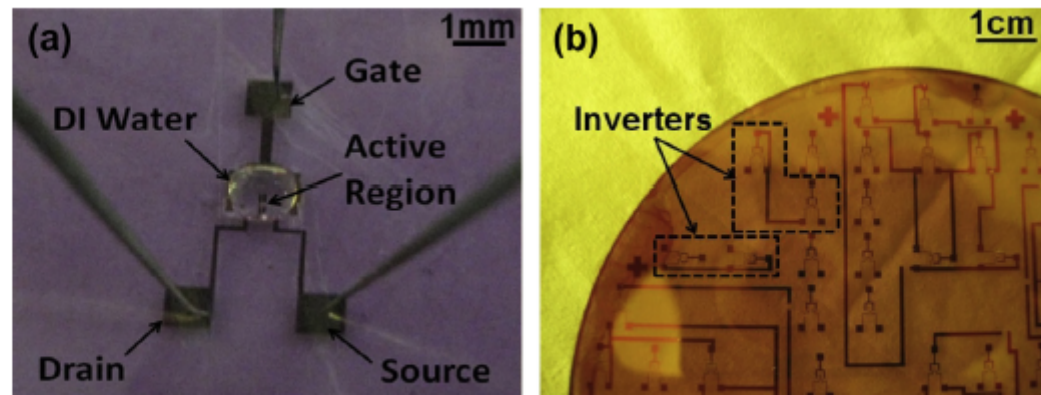 (a)
1mm
Gate
DI Water
Active
Region
Drain
Source
(b)
1cm
Inverters